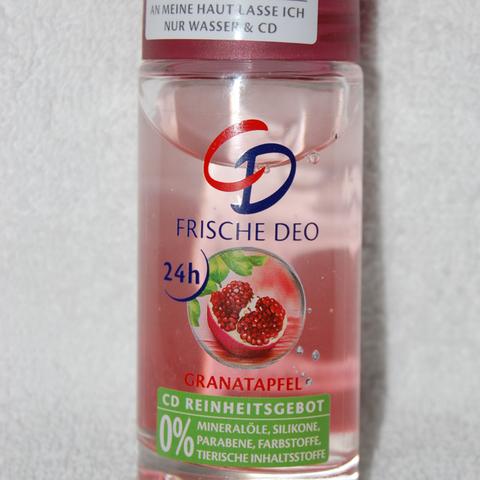 AN MEINE HAUT LASSE ICH
NUR WASSER & CD
CD
FRISCHE DEO
24h
GRANATAPFEL
CD REINHEITSGEBOT
0% MINERALÖLE, SILIKONE,
PARABENE, FARBSTOFFE,
TIERISCHE INHALTSSTOFFE